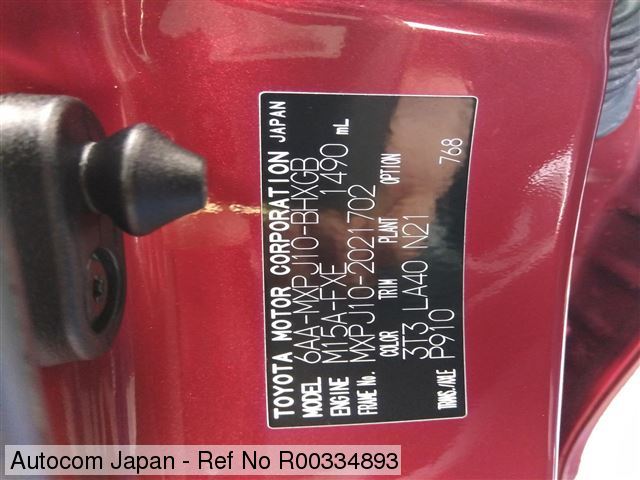 TOYOTA MOTOR CORPORATION JAPAN
MODEL 6AA-MXPJ10-BHXGB
ENGINE M15A-FXE 1490 mL
FRAME No. MXPJ10-2021702
COLOR TRIM PLANT OPTION
3T3 LA40 N21 768
TRANS/AXLE P910
Autocom Japan - Ref No R00334893